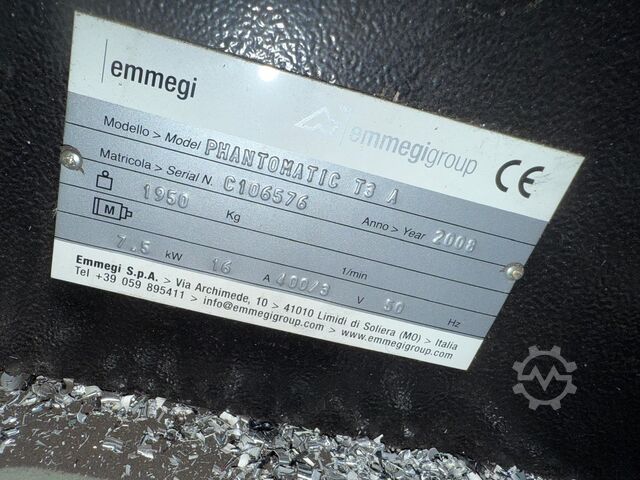 emmegi
emmegigroup
Modello > Model PHANTOMATIC T3 A
Matricola > Serial N. C106576
Anno > Year 2008
CE
1950 Kg
M
1/min
7.5 kW 16 A 400/3 V 50 Hz
Emmegi S.p.A. > Via Archimede, 10 > 41010 Limidi di Soliera (MO) > Italia
Tel +39 059 895411 > info@emmegigroup.com > www.emmegigroup.com